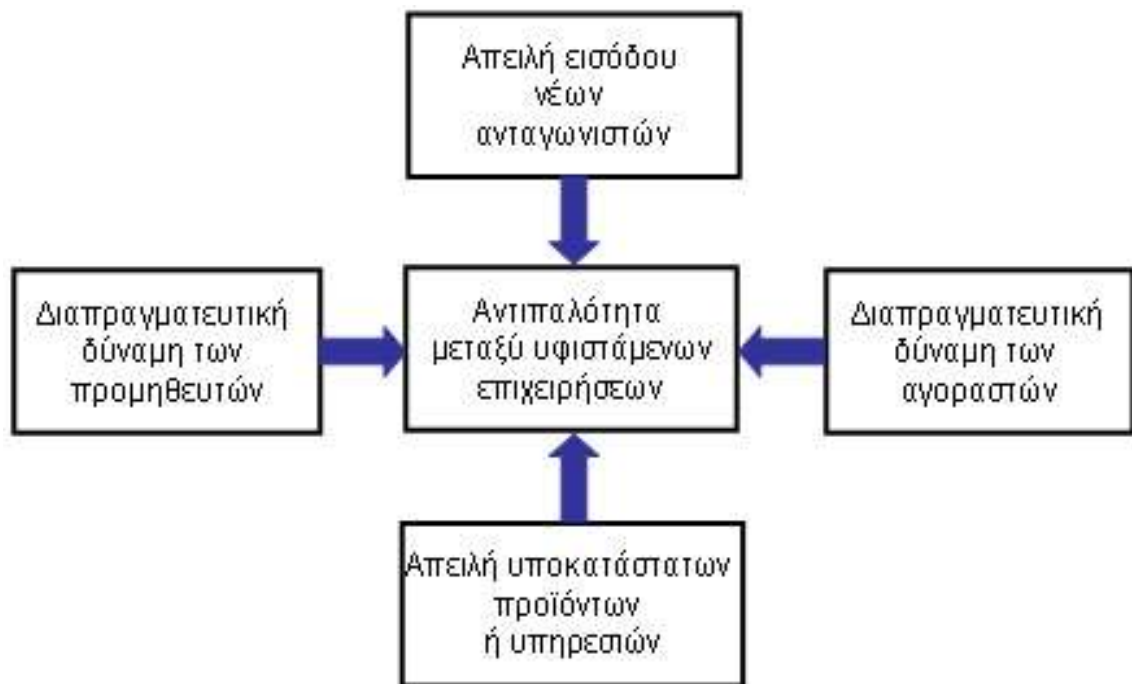 Απειλή εισόδου
νέων
ανταγωνιστών
Διαπραγματευτική
δύναμη των
προμηθευτών
Αντιπαλότητα
μεταξύ υφιστάμενων
επιχειρήσεων
Διαπραγματευτική
δύναμη των
αγοραστών
Απειλή υποκατάστατων
προϊόντων
ή υπηρεσιών